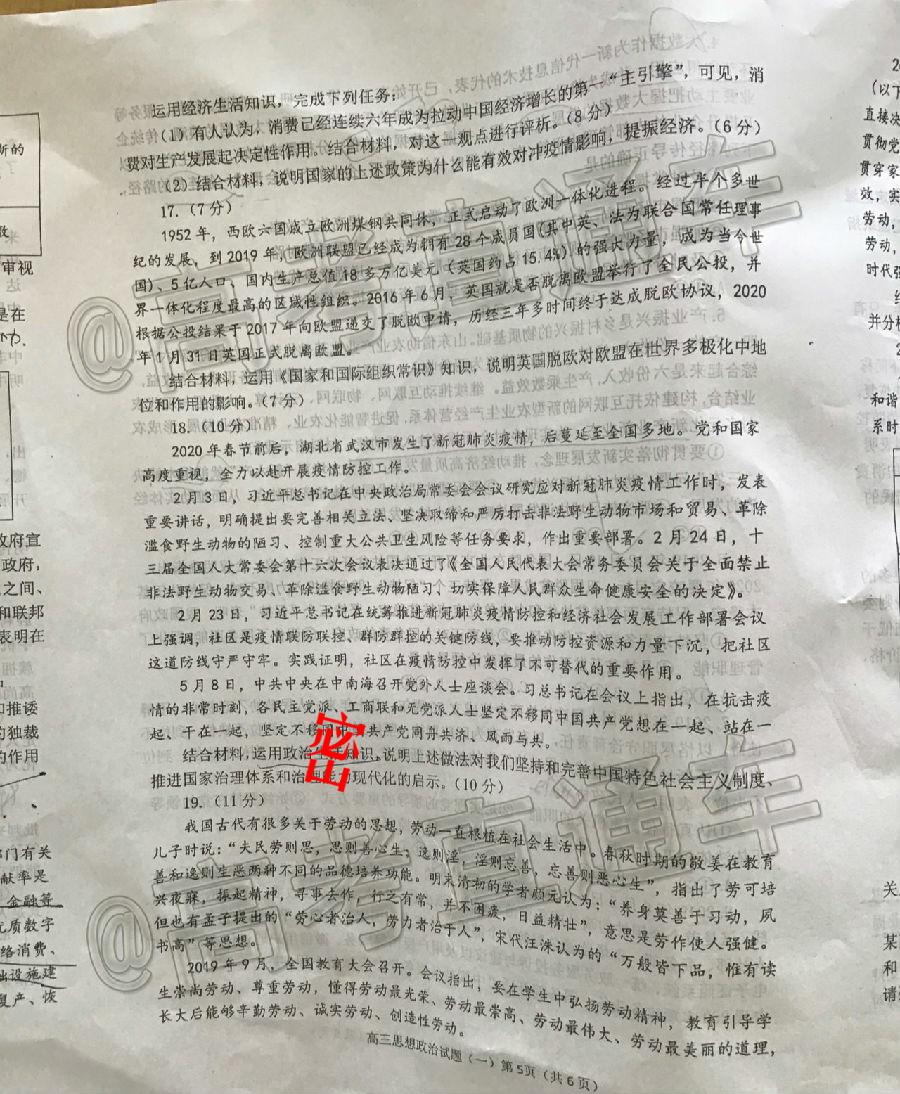 运用经济生活知识，完成下列任务：
（1）有人认为，消费已经连续六年成为拉动中国经济增长的第一“主引擎”，可见，消
费对生产发展起决定性作用。结合材料，对这一观点进行评析。（8分）
（2）结合材料，说明国家的上述政策为什么能有效对冲疫情影响，提振经济。（6分）
17.（7分）
1952年，西欧六国成立欧洲煤钢共同体，正式启动了欧洲一体化进程。经过半个多世
纪的发展，到2019年，欧洲联盟已经成为拥有28个成员国（其中英、法为联合国常任理事
国）、5亿人口、国内生产总值18多万亿美元（英国约占15.4%）的强大力量，成为当今世
界一体化程度最高的区域性组织。2016年6月，英国就是否脱离欧盟举行了全民公投，并
根据公投结果于2017年向欧盟递交了脱欧申请，历经三年多时间终于达成脱欧协议，2020
年1月31日英国正式脱离欧盟。
结合材料，运用《国家和国际组织常识》知识，说明英国脱欧对欧盟在世界多极化中地
位和作用的影响。（7分）
18.（10分）
2020年春节前后，湖北省武汉市发生了新冠肺炎疫情，后蔓延至全国多地。党和国家
高度重视，全力以赴开展疫情防控工作。
2月3日，习近平总书记在中央政治局常委会会议研究应对新冠肺炎疫情工作时，发表
重要讲话，明确提出要完善相关立法、坚决取缔和严厉打击非法野生动物市场和贸易、革除
滥食野生动物的陋习、控制重大公共卫生风险等任务要求，作出重要部署。2月24日，十
三届全国人大常委会第十六次会议表决通过了《全国人民代表大会常务委员会关于全面禁止
非法野生动物交易、革除滥食野生动物陋习、切实保障人民群众生命健康安全的决定》。
2月23日，习近平总书记在统筹推进新冠肺炎疫情防控和经济社会发展工作部署会议
上强调，社区是疫情联防联控、群防群控的关键防线，要推动防控资源和力量下沉，把社区
这道防线守严守牢。实践证明，社区在疫情防控中发挥了不可替代的重要作用。
5月8日，中共中央在中南海召开党外人士座谈会。习总书记在会议上指出，在抗击疫
情的非常时刻，各民主党派、工商联和无党派人士坚定不移同中国共产党想在一起、站在一
起、干在一起，坚定不移同中 共产党同舟共济、风雨与共。
结合材料，运用政治 知识，说明上述做法对我们坚持和完善中国特色社会主义制度、
推进国家治理体系和治 现代化的启示。（10分）
19.（11分）
我国古代有很多关于劳动的思想，劳动一直根植在社会生活中。春秋时期的敬姜在教育
儿子时说：“夫民劳则思，思则善心生；逸则淫，淫则忘善，忘善则恶心生”，指出了劳可培
善和逸则生恶两种不同的品德培养功能。明末清初的学者颜元认为：“养身莫善于习动，夙
兴夜寐，振起精神，寻事去作，行之有常，并不困疲，日益精壮”，意思是劳作使人强健。
但也有孟子提出的“劳心者治人，劳力者治于人”，宋代汪洙认为的“万般皆下品，惟有读
书高”等思想。
2019年9月，全国教育大会召开。会议指出，要在学生中弘扬劳动精神，教育引导学
生崇尚劳动、尊重劳动，懂得劳动最光荣、劳动最崇高、劳动最伟大、劳动最美丽的道理，
长大后能够辛勤劳动、诚实劳动、创造性劳动。
高三思想政治试题（一）第5页（共6页）
密
@高考直通车
@高考直通车